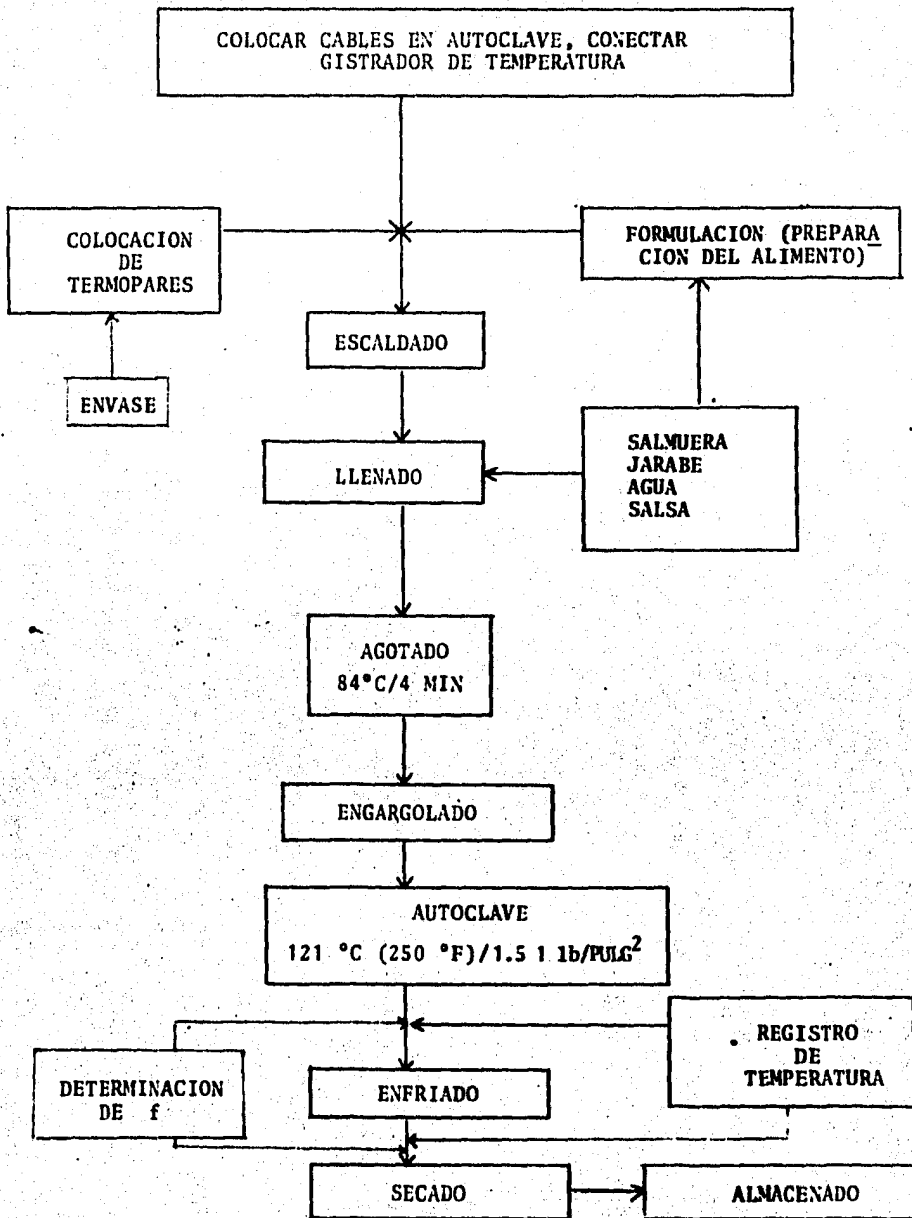 COLOCAR CABLES EN AUTOCLAVE, CONECTAR
GISTRADOR DE TEMPERATURA
COLOCACION
DE
TERMOPARES
FORMULACION (PREPARA
CION DEL ALIMENTO)
ESCALDADO
ENVASE
SALMUERA
JARABE
AGUA
SALSA
LLENADO
AGOTADO
84°C/4 MIN
ENGARGOLADO
AUTOCLAVE
121 °C (250 °F)/1.5 1 lb/PULG²
REGISTRO
DE
TEMPERATURA
DETERMINACION
DE f
ENFRIADO
SECADO
ALMACENADO